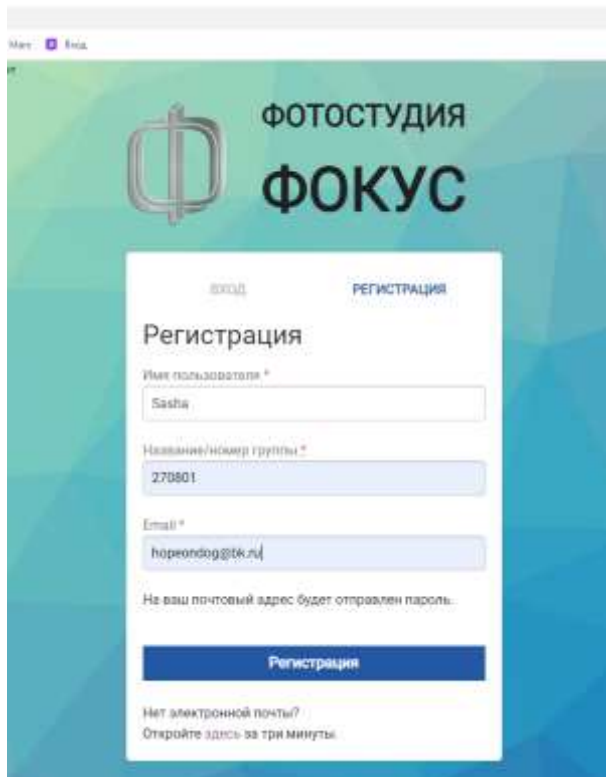 Вход
ФОТОСТУДИЯ
ФОКУС
ВХОД
РЕГИСТРАЦИЯ
Регистрация
Имя пользователя *
Sasha
Название/номер группы *
270801
Email *
hopeondog@bk.ru
На ваш почтовый адрес будет отправлен пароль.
Регистрация
Нет электронной почты?
Откройте здесь за три минуты.